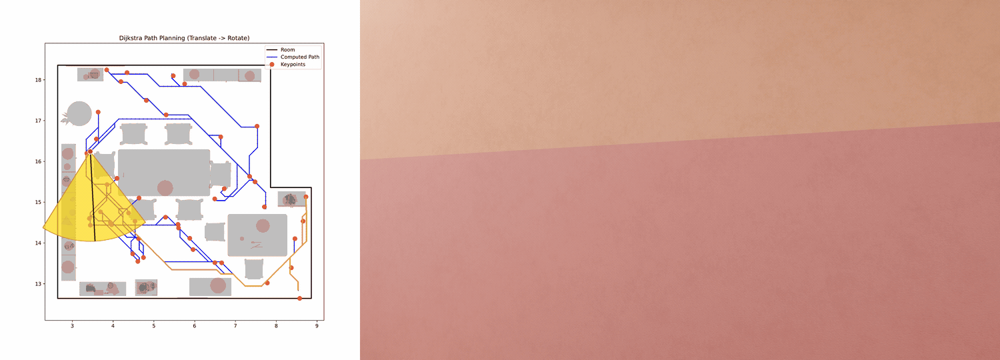 Dijkstra Path Planning (Translate -> Rotate)
Room
Computed Path
Keypoints
18
17
16
15
14
13
3 4 5 6 7 8 9